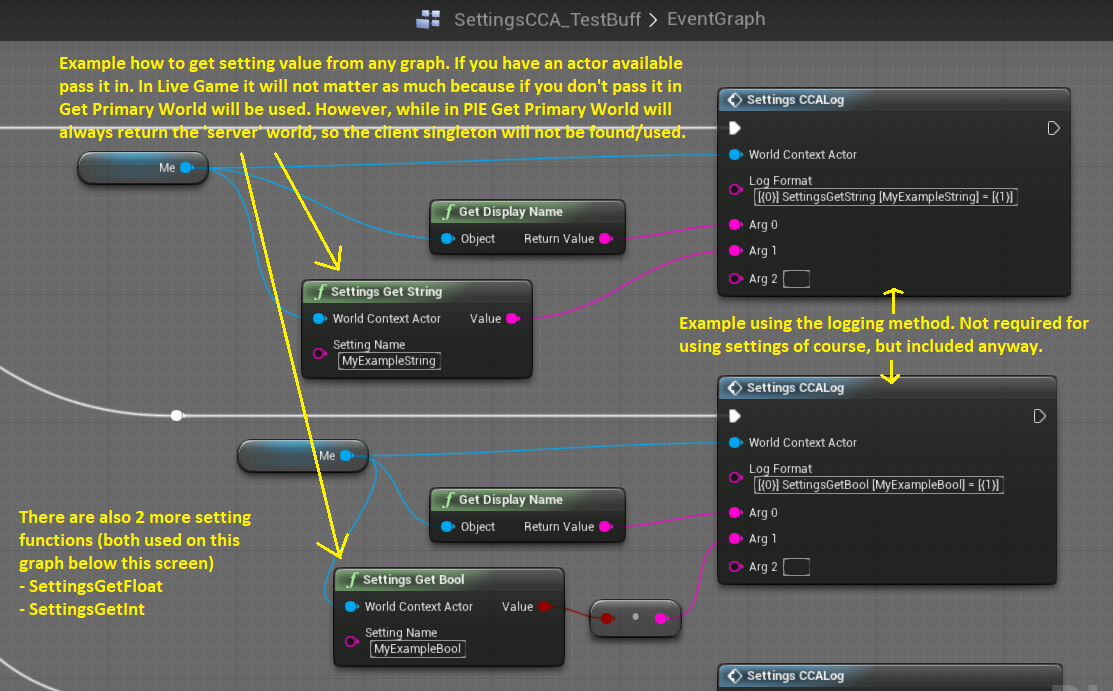 SettingsCCA_TestBuff > EventGraph
Example how to get setting value from any graph. If you have an actor available
pass it in. In Live Game it will not matter as much because if you don't pass it in
Get Primary World will be used. However, while in PIE Get Primary World will
always return the 'server' world, so the client singleton will not be found/used.
Settings CCALog
World Context Actor
Log Format
[{0}] SettingsGetString [MyExampleString] = [{1}]
Arg 0
Arg 1
Arg 2
Me
f Get Display Name
Object Return Value
f Settings Get String
World Context Actor Value
Setting Name
MyExampleString
Example using the logging method. Not required for
using settings of course, but included anyway.
Settings CCALog
World Context Actor
Log Format
[{0}] SettingsGetBool [MyExampleBool] = [{1}]
Arg 0
Arg 1
Arg 2
Me
f Get Display Name
Object Return Value
There are also 2 more setting
functions (both used on this
graph below this screen)
- SettingsGetFloat
- SettingsGetInt
f Settings Get Bool
World Context Actor Value
Setting Name
MyExampleBool
Settings CCALog